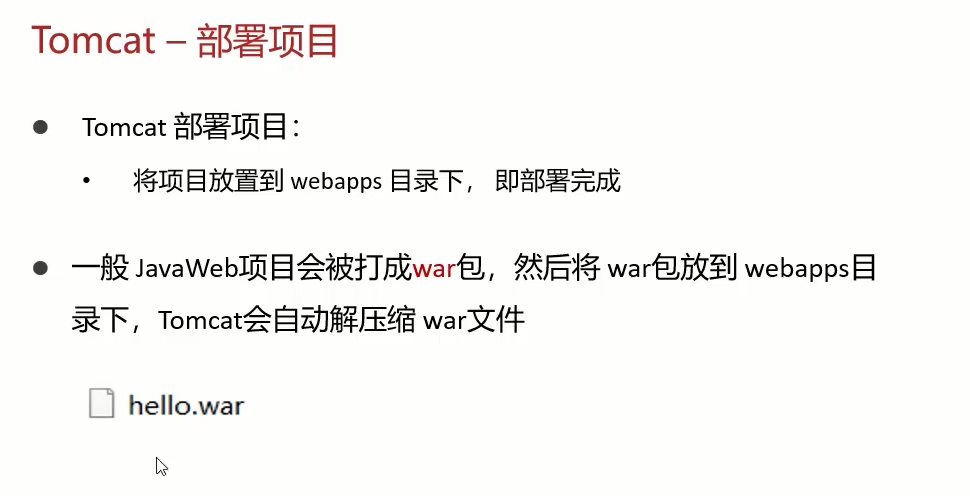 Tomcat – 部署项目
● Tomcat 部署项目：
• 将项目放置到 webapps 目录下， 即部署完成
● 一般 JavaWeb项目会被打成war包，然后将 war包放到 webapps目
录下，Tomcat会自动解压缩 war文件
hello.war